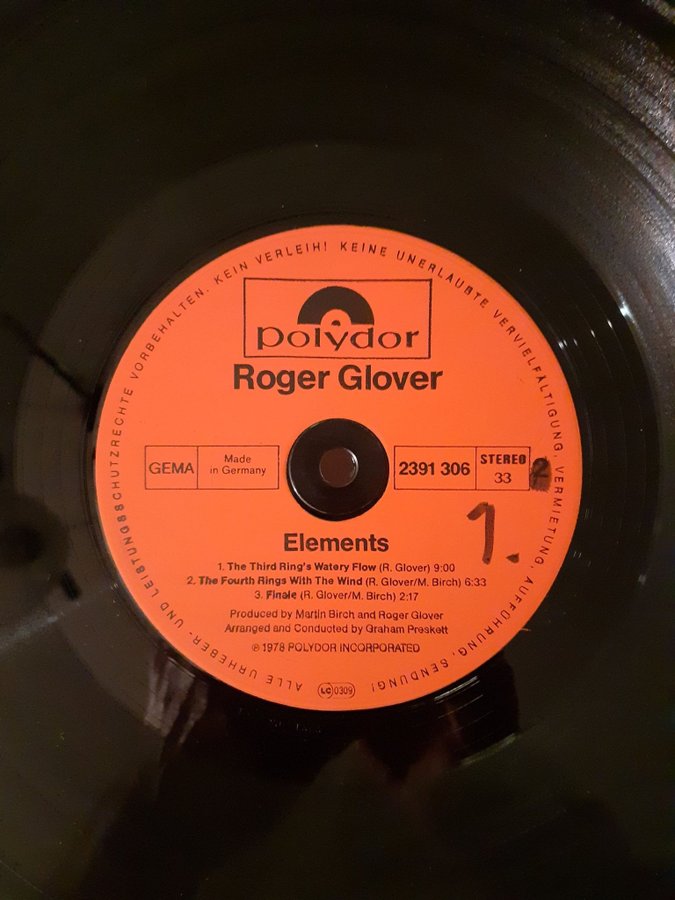 ALLE URHEBER- UND LEISTUNGSSCHUTZRECHTE VORBEHALTEN. KEIN VERLEIH! KEINE UNERLAUBTE VERVIELFÄLTIGUNG, VERMIETUNG, AUFFÜHRUNG, SENDUNG!
polydor
Roger Glover
GEMA
Made
in Germany
2391 306
STEREO
33
2
1.
Elements
1. The Third Ring's Watery Flow (R. Glover) 9:00
2. The Fourth Rings With The Wind (R. Glover/M. Birch) 6:33
3. Finale (R. Glover/M. Birch) 2:17
Produced by Martin Birch and Roger Glover
Arranged and Conducted by Graham Preskett
℗ 1978 POLYDOR INCORPORATED
LC 0309